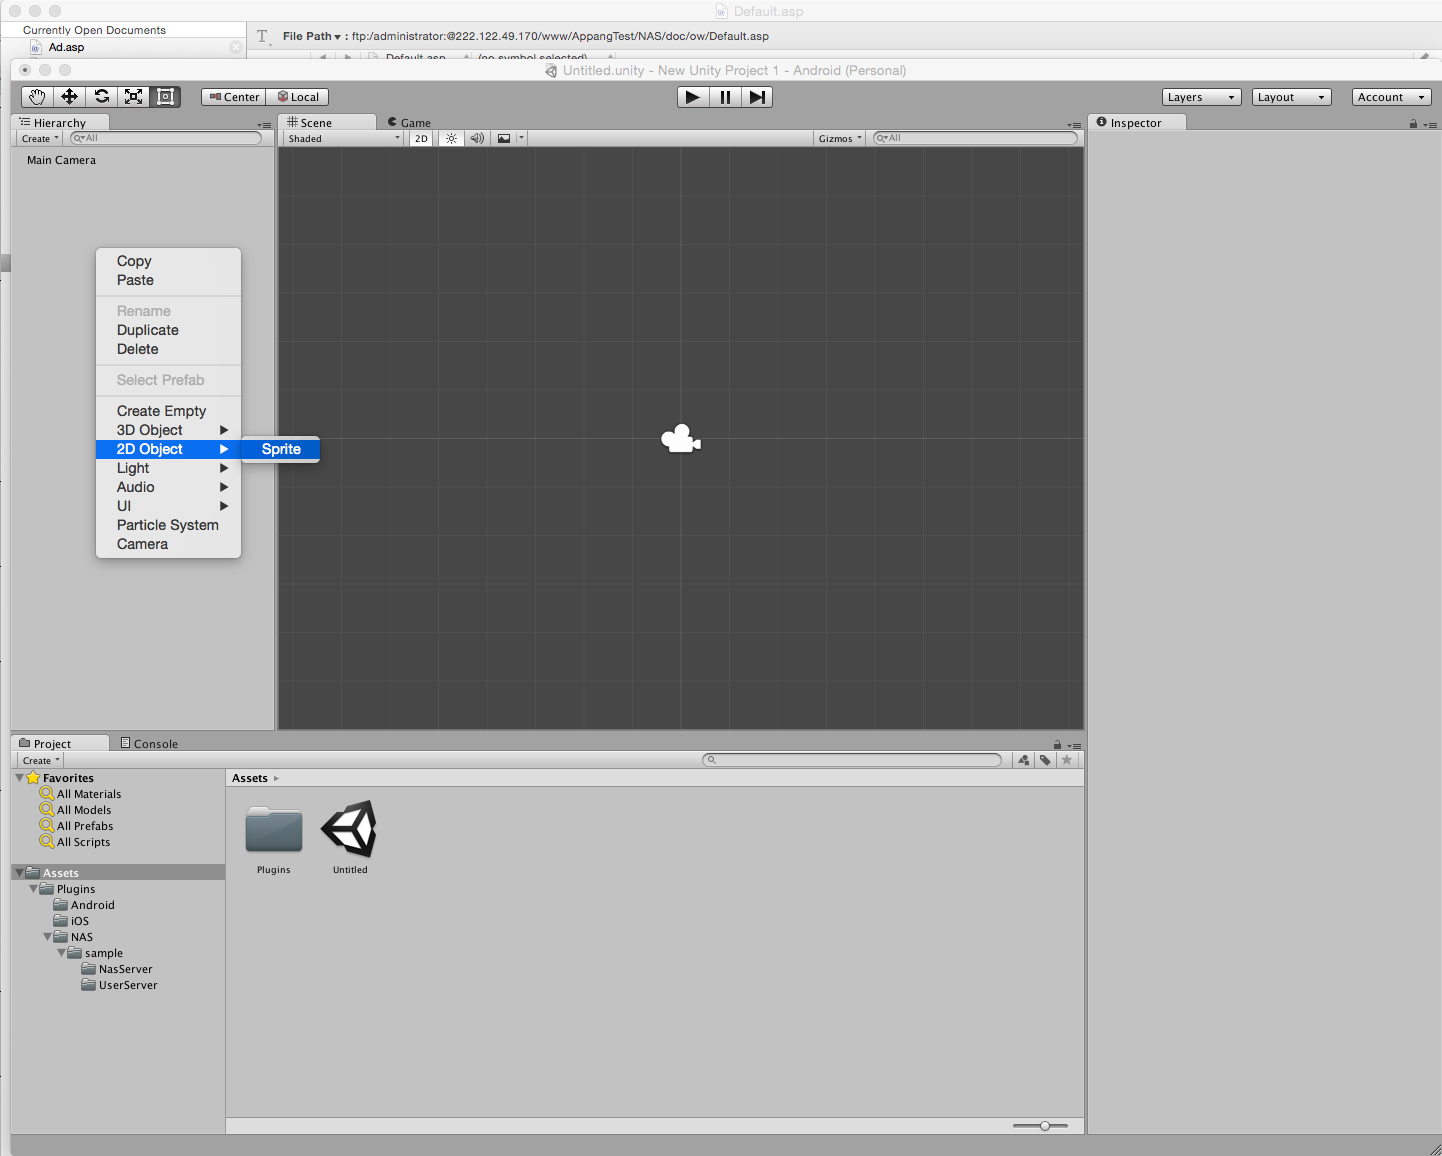 Default.asp
Currently Open Documents
Ad.asp
File Path ▾ : ftp:/administrator:@222.122.49.170/www/AppangTest/NAS/doc/ow/Default.asp
Default.asp (no symbol selected)
Untitled.unity - New Unity Project 1 - Android (Personal)
Center Local
Layers Layout Account
Hierarchy
Create All
Main Camera
Scene Game
Shaded 2D Gizmos All
Inspector
Copy
Paste
Rename
Duplicate
Delete
Select Prefab
Create Empty
3D Object
2D Object Sprite
Light
Audio
UI
Particle System
Camera
Project Console
Create
Favorites
All Materials
All Models
All Prefabs
All Scripts
Assets
Plugins
Android
iOS
NAS
sample
NasServer
UserServer
Assets
Plugins Untitled